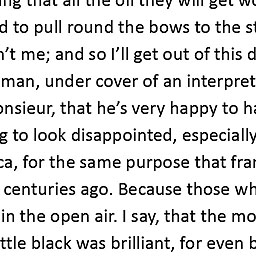 ng that all the oil they will get wo
d to pull round the bows to the st
n’t me; and so I’ll get out of this d
man, under cover of an interpret
onsieur, that he’s very happy to ha
g to look disappointed, especially
ca, for the same purpose that fran
centuries ago. Because those wh
in the open air. I say, that the mo
ttle black was brilliant, for even b